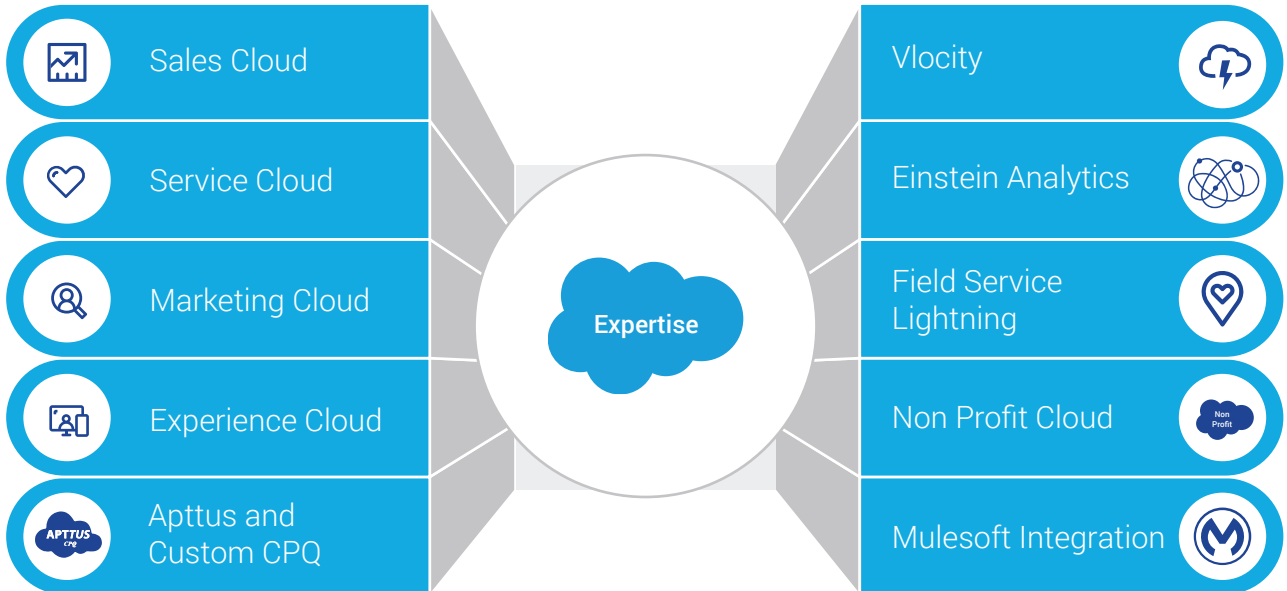 Sales Cloud
Service Cloud
Marketing Cloud
Experience Cloud
APTTUS
CPQ
Apttus and
Custom CPQ
Expertise
Vlocity
Einstein Analytics
Field Service
Lightning
Non Profit Cloud
Non
Profit
Mulesoft Integration